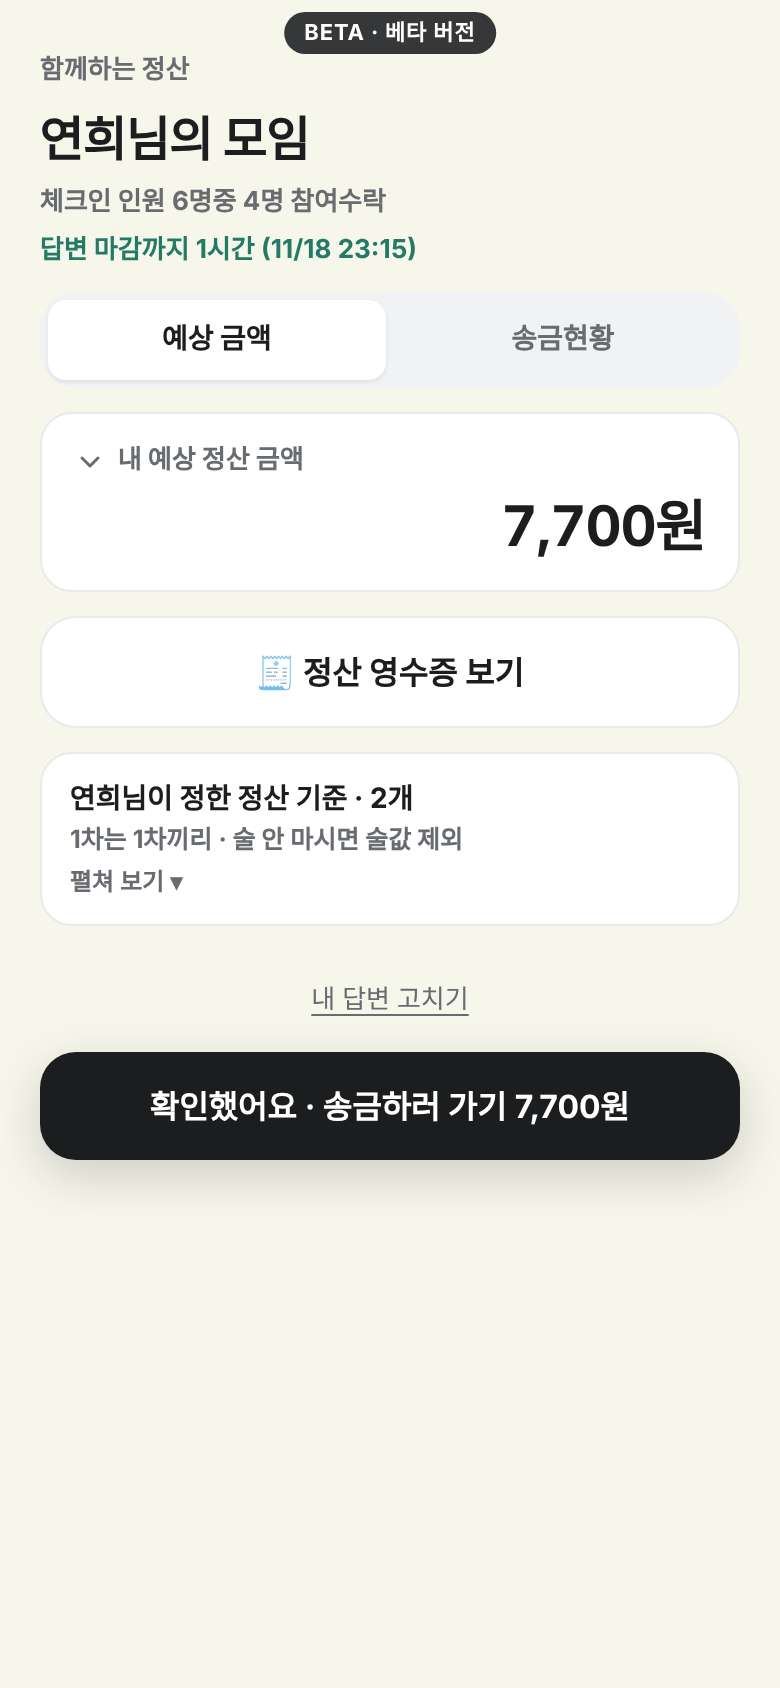 BETA · 베타 버전
함께하는 정산
연희님의 모임
체크인 인원 6명중 4명 참여수락
답변 마감까지 1시간 (11/18 23:15)
예상 금액
송금현황
내 예상 정산 금액
7,700원
정산 영수증 보기
연희님이 정한 정산 기준 · 2개
1차는 1차끼리 · 술 안 마시면 술값 제외
펼쳐 보기 ▾
내 답변 고치기
확인했어요 · 송금하러 가기 7,700원